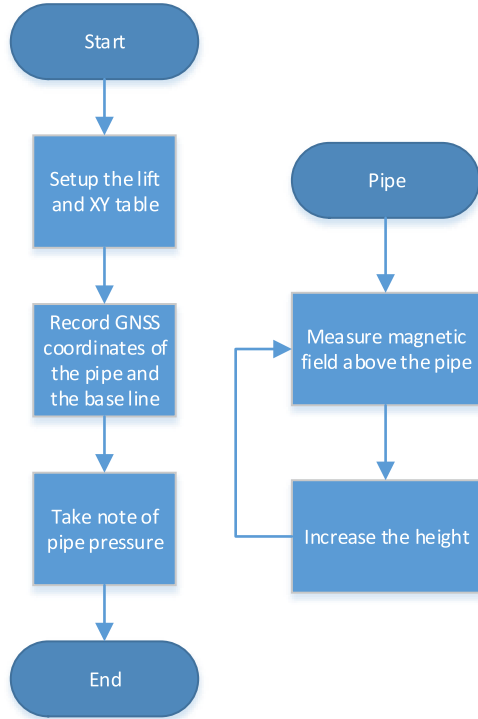 Start
Setup the lift
and XY table
Record GNSS
coordinates of
the pipe and
the base line
Take note of
pipe pressure
End
Pipe
Measure magnetic
field above the pipe
Increase the height